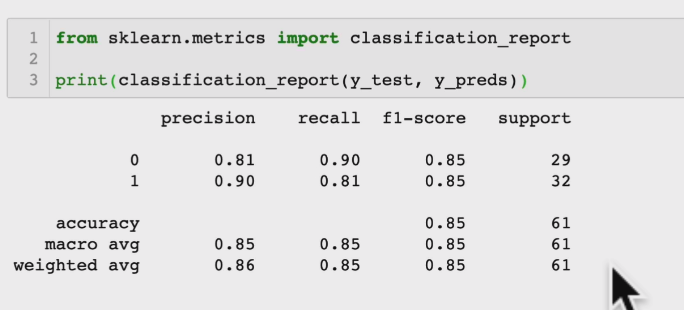 1 from sklearn.metrics import classification_report
2
3 print(classification_report(y_test, y_preds))
precision recall f1-score support
0 0.81 0.90 0.85 29
1 0.90 0.81 0.85 32
accuracy 0.85 61
macro avg 0.85 0.85 0.85 61
weighted avg 0.86 0.85 0.85 61